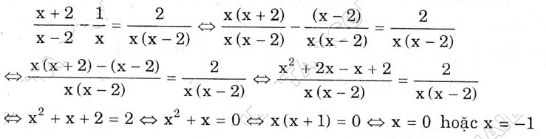 (x + 2)/(x − 2) − 1/x = 2/(x(x − 2)) ⇔ x(x + 2)/(x(x − 2)) − (x − 2)/(x(x − 2)) = 2/(x(x − 2))
⇔ (x(x + 2) − (x − 2))/(x(x − 2)) = 2/(x(x − 2)) ⇔ (x² + 2x − x + 2)/(x(x − 2)) = 2/(x(x − 2))
⇔ x² + x + 2 = 2 ⇔ x² + x = 0 ⇔ x(x + 1) = 0 ⇔ x = 0 hoặc x = −1